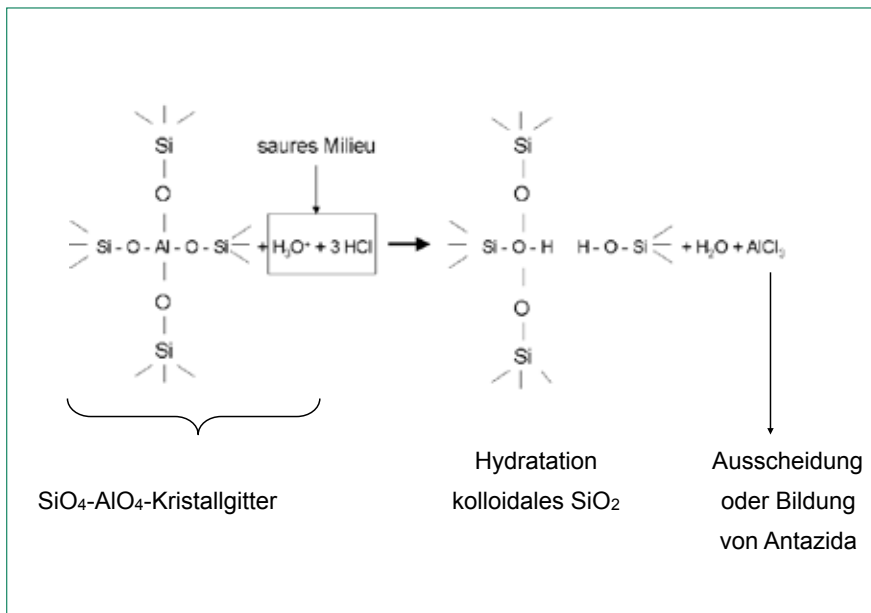 Si Si
saures Milieu
O O
Si - O - Al - O - Si + H₃O⁺ + 3 HCl Si - O - H H - O - Si + H₂O + AlCl₃
O O
Si Si
SiO₄-AlO₄-Kristallgitter
Hydratation
kolloidales SiO₂
Ausscheidung
oder Bildung
von Antazida